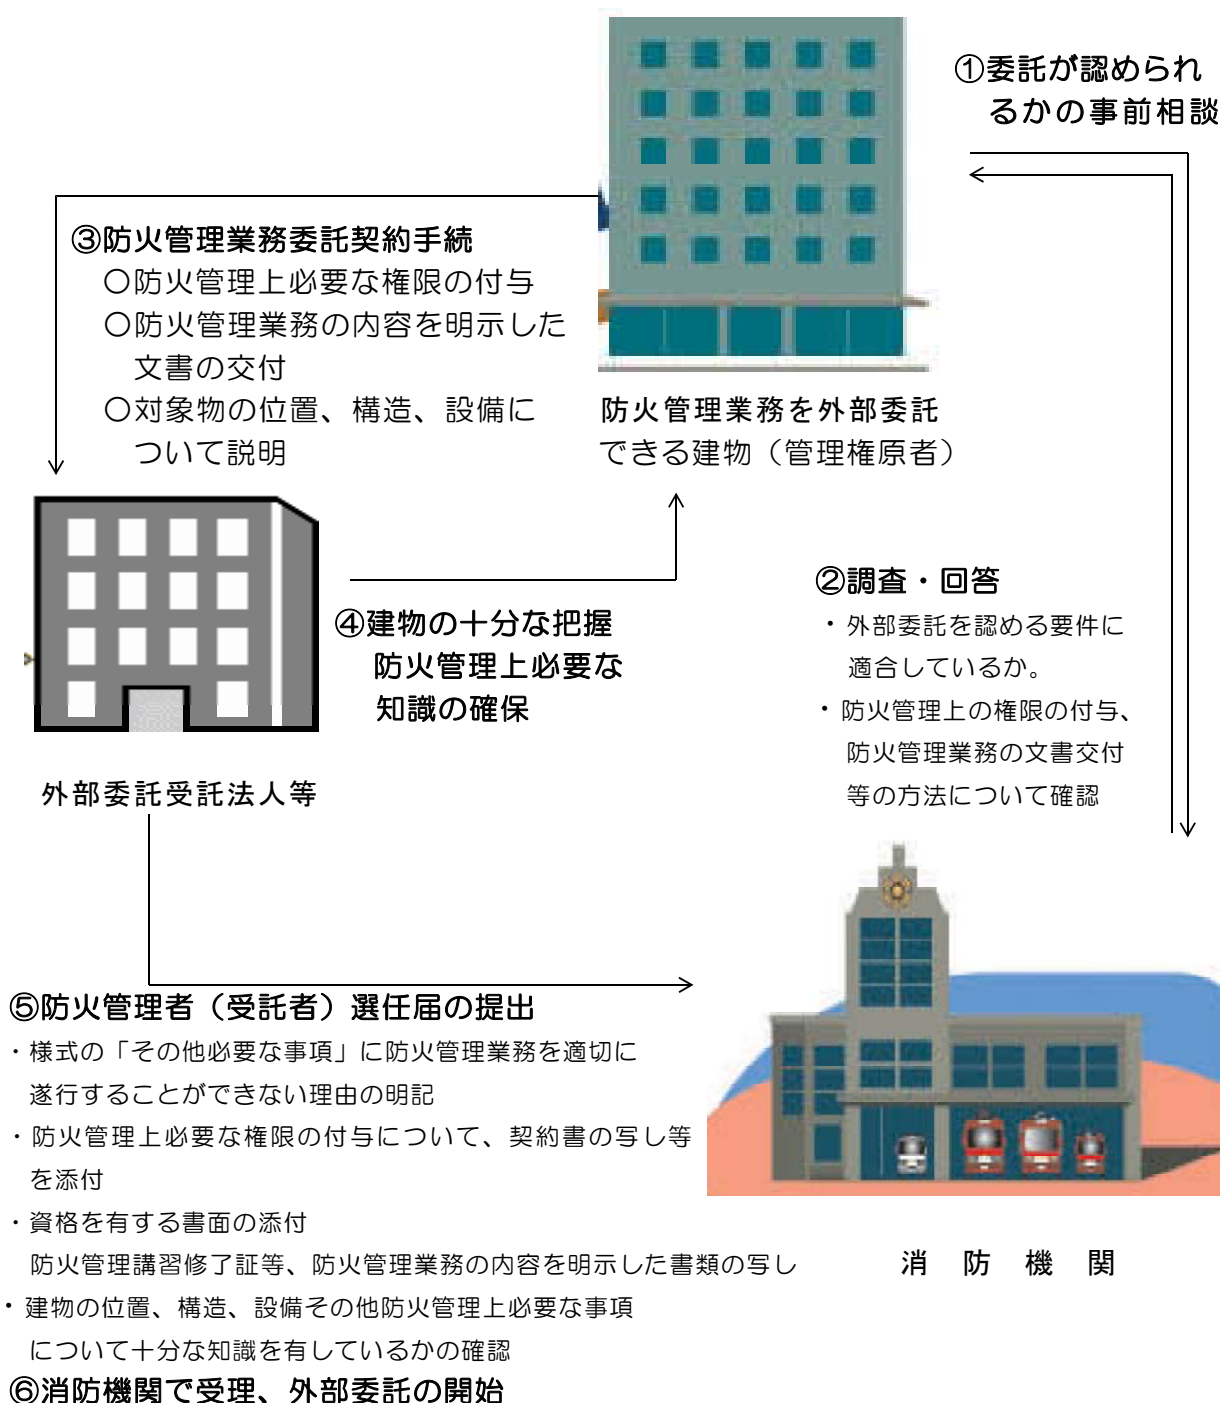 ①委託が認められ
るかの事前相談
③防火管理業務委託契約手続
〇防火管理上必要な権限の付与
〇防火管理業務の内容を明示した
文書の交付
〇対象物の位置、構造、設備に
ついて説明
防火管理業務を外部委託
できる建物（管理権原者）
②調査・回答
・外部委託を認める要件に
適合しているか。
・防火管理上の権限の付与、
防火管理業務の文書交付
等の方法について確認
④建物の十分な把握
防火管理上必要な
知識の確保
外部委託受託法人等
⑤防火管理者（受託者）選任届の提出
・様式の「その他必要な事項」に防火管理業務を適切に
遂行することができない理由の明記
・防火管理上必要な権限の付与について、契約書の写し等
を添付
・資格を有する書面の添付
防火管理講習修了証等、防火管理業務の内容を明示した書類の写し
・建物の位置、構造、設備その他防火管理上必要な事項
について十分な知識を有しているかの確認
消防機関
⑥消防機関で受理、外部委託の開始